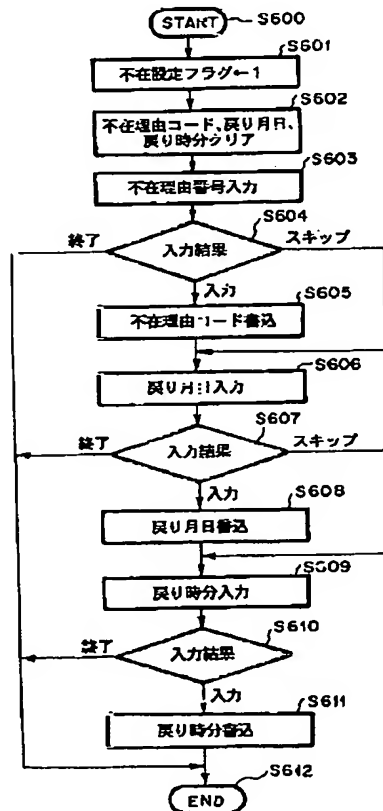 START
S600
S601
不在設定フラグ←1
S602
不在理由コード、戻り月日、
戻り時分クリア
S603
不在理由番号入力
S604
終了
入力結果
スキップ
入力
S605
不在理由コード書込
S606
戻り月日入力
S607
終了
入力結果
スキップ
入力
S608
戻り月日書込
S609
戻り時分入力
S610
終了
入力結果
入力
S611
戻り時分書込
S612
END